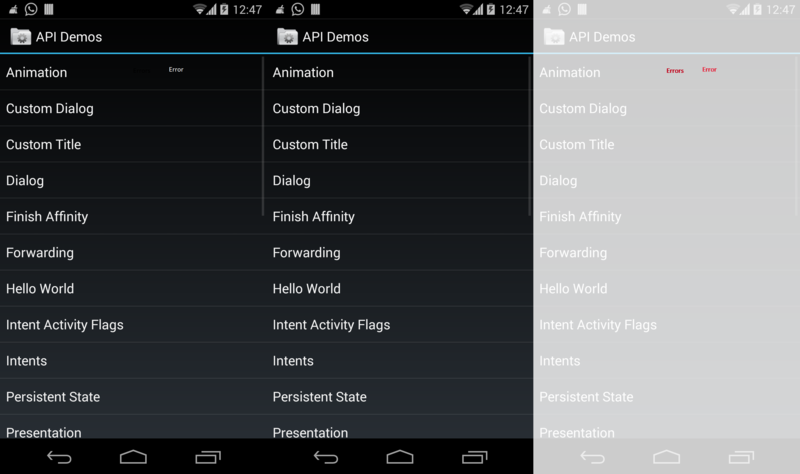 12:47
API Demos
Animation
Error
Custom Dialog
Custom Title
Dialog
Finish Affinity
Forwarding
Hello World
Intent Activity Flags
Intents
Persistent State
Presentation
12:47
API Demos
Animation
Custom Dialog
Custom Title
Dialog
Finish Affinity
Forwarding
Hello World
Intent Activity Flags
Intents
Persistent State
Presentation
12:47
API Demos
Animation
Errors Error
Custom Dialog
Custom Title
Dialog
Finish Affinity
Forwarding
Hello World
Intent Activity Flags
Intents
Persistent State
Presentation